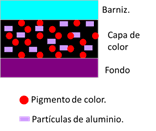 Barniz.
Capa de
color
Fondo
Pigmento de color.
Partículas de aluminio.